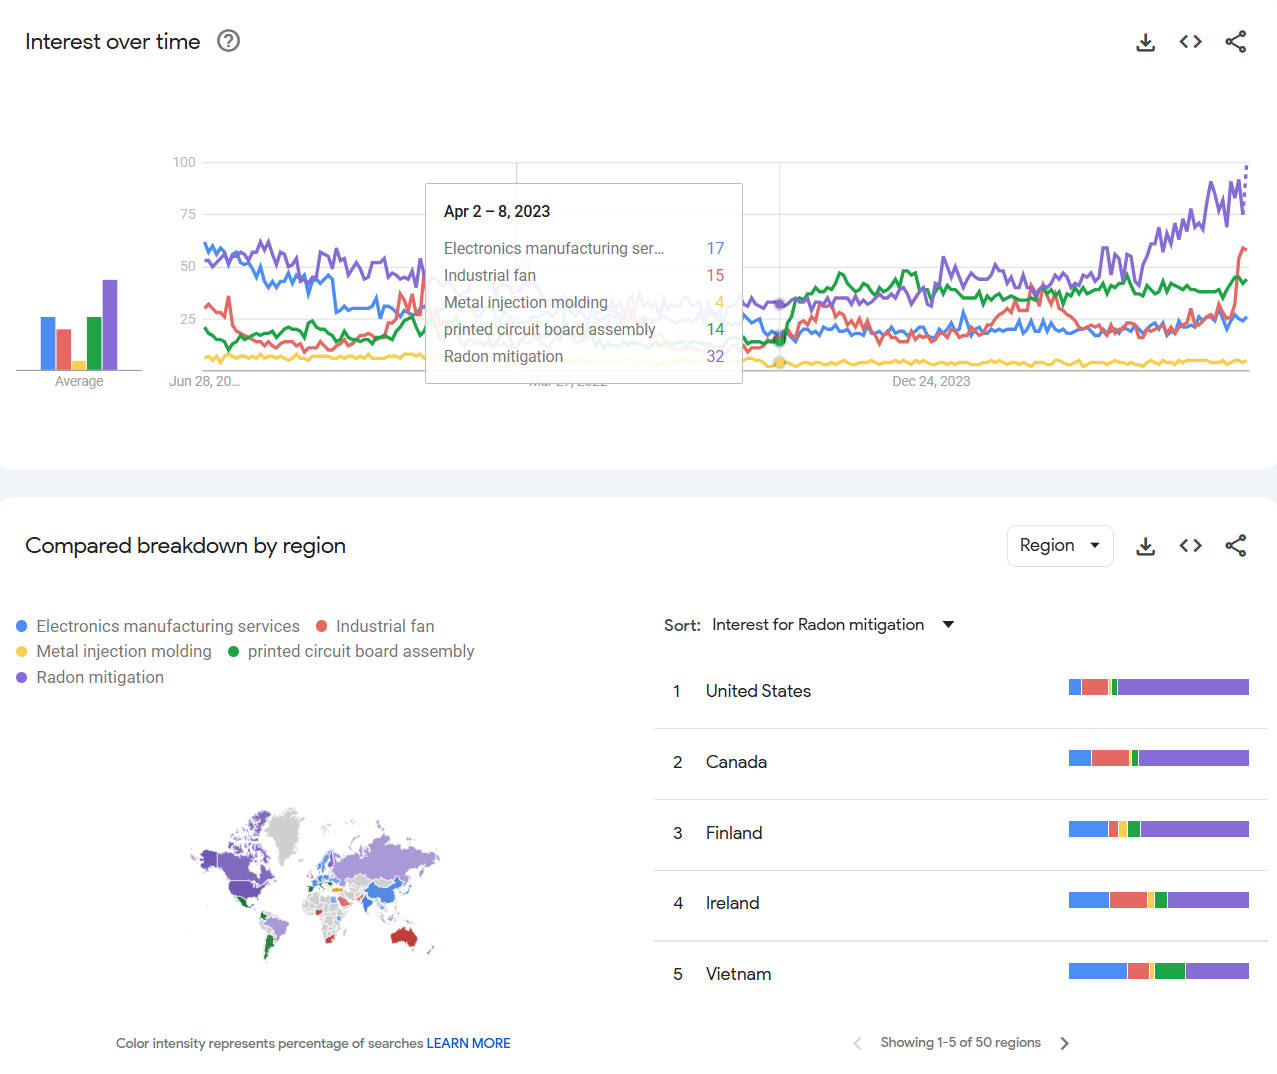 Interest over time
100
75
50
25
Average
Jun 28, 20...
Mar 27, 2022
Dec 24, 2023
Apr 2 – 8, 2023
Electronics manufacturing ser... 17
Industrial fan 15
Metal injection molding 4
printed circuit board assembly 14
Radon mitigation 32
Compared breakdown by region
Region
Electronics manufacturing services Industrial fan
Metal injection molding printed circuit board assembly
Radon mitigation
Sort: Interest for Radon mitigation
1 United States
2 Canada
3 Finland
4 Ireland
5 Vietnam
Color intensity represents percentage of searches LEARN MORE
Showing 1-5 of 50 regions